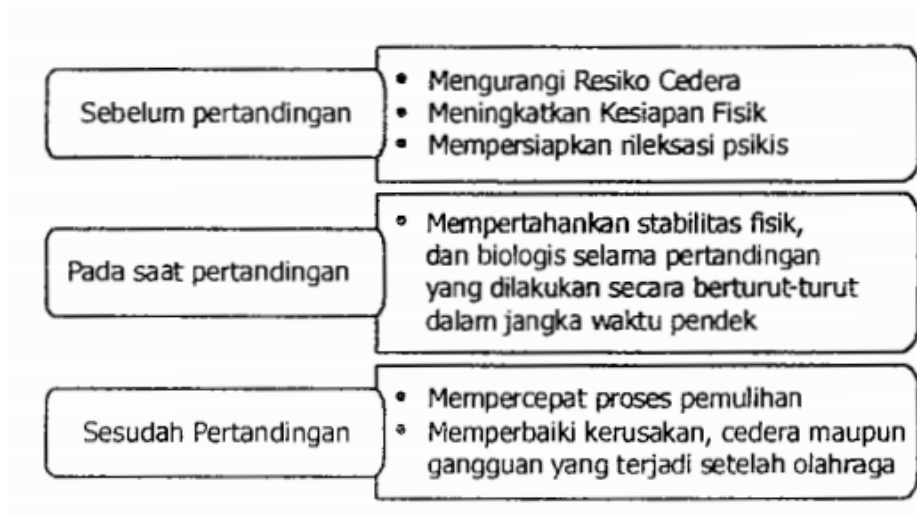 Sebelum pertandingan
• Mengurangi Resiko Cedera
• Meningkatkan Kesiapan Fisik
• Mempersiapkan rileksasi psikis
Pada saat pertandingan
• Mempertahankan stabilitas fisik,
dan biologis selama pertandingan
yang dilakukan secara berturut-turut
dalam jangka waktu pendek
Sesudah Pertandingan
• Mempercepat proses pemulihan
• Memperbaiki kerusakan, cedera maupun
gangguan yang terjadi setelah olahraga